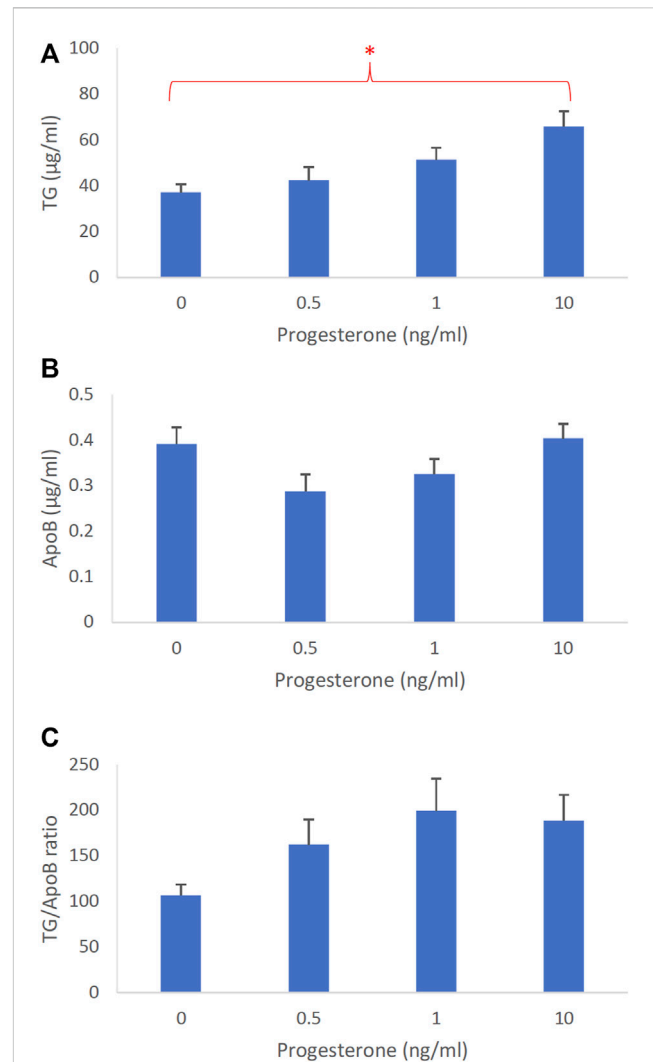 A
*
100
80
60
40
20
0
TG (µg/ml)
0 0.5 1 10
Progesterone (ng/ml)
B
0.5
0.4
0.3
0.2
0.1
0
ApoB (µg/ml)
0 0.5 1 10
Progesterone (ng/ml)
C
250
200
150
100
50
0
TG/ApoB ratio
0 0.5 1 10
Progesterone (ng/ml)